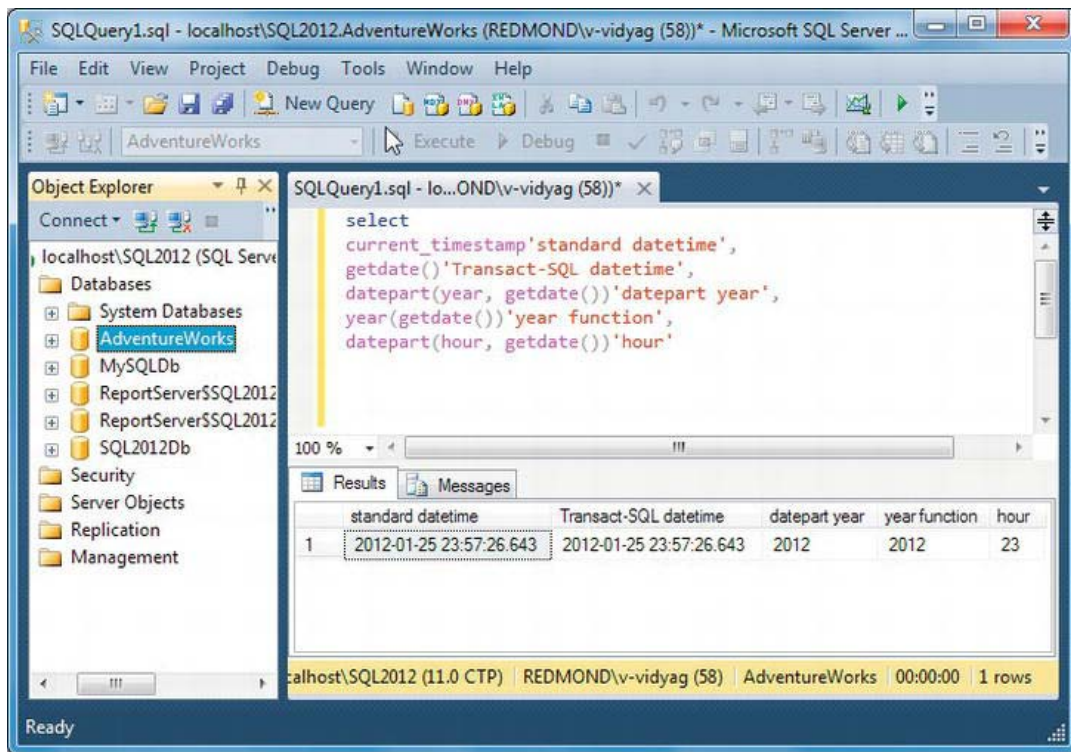 SQLQuery1.sql - localhost\SQL2012.AdventureWorks (REDMOND\v-vidyag (58))* - Microsoft SQL Server ...
File Edit View Project Debug Tools Window Help
New Query
AdventureWorks Execute Debug
Object Explorer
Connect
localhost\SQL2012 (SQL Serve
Databases
System Databases
AdventureWorks
MySQLDb
ReportServer$SQL2012
ReportServer$SQL2012
SQL2012Db
Security
Server Objects
Replication
Management
SQLQuery1.sql - lo...OND\v-vidyag (58))*
select
current_timestamp'standard datetime',
getdate()'Transact-SQL datetime',
datepart(year, getdate())'datepart year',
year(getdate())'year function',
datepart(hour, getdate())'hour'
100 %
Results Messages
standard datetime Transact-SQL datetime datepart year year function hour
1 2012-01-25 23:57:26.643 2012-01-25 23:57:26.643 2012 2012 23
calhost\SQL2012 (11.0 CTP) REDMOND\v-vidyag (58) AdventureWorks 00:00:00 1 rows
Ready